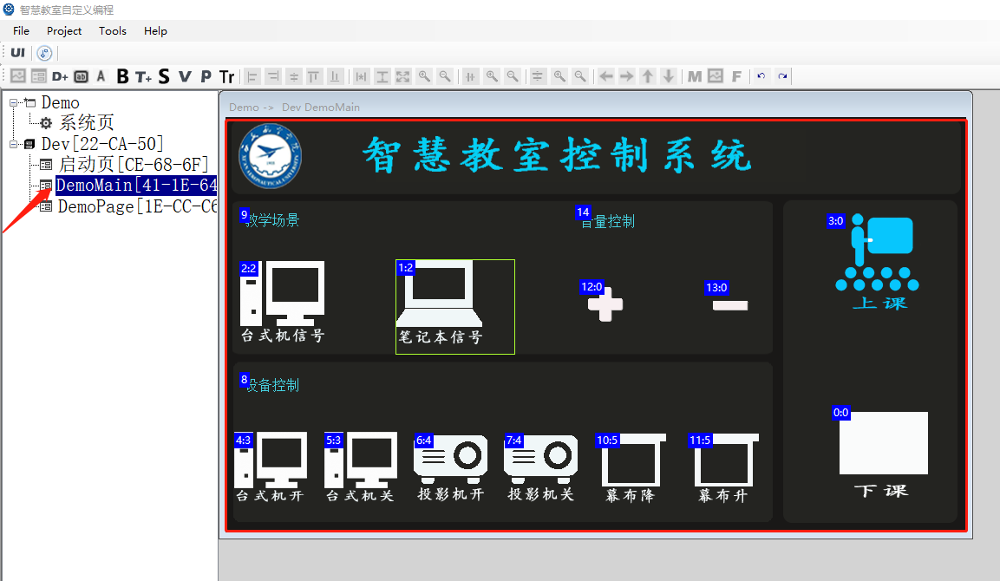 智慧教室自定义编程
File Project Tools Help
UI
D+ ab A B T+ S V P Tr M F
Demo
系统页
Dev[22-CA-50]
启动页[CE-68-6F]
DemoMain[41-1E-64
DemoPage[1E-CC-C6
Demo -> Dev DemoMain
智慧教室控制系统
9 教学场景
14 音量控制
2:2
台式机信号
1:2
笔记本信号
12:0
13:0
3:0
上课
8 设备控制
4:3
台式机开
5:3
台式机关
6:4
投影机开
7:4
投影机关
10:5
幕布降
11:5
幕布升
0:0
下课